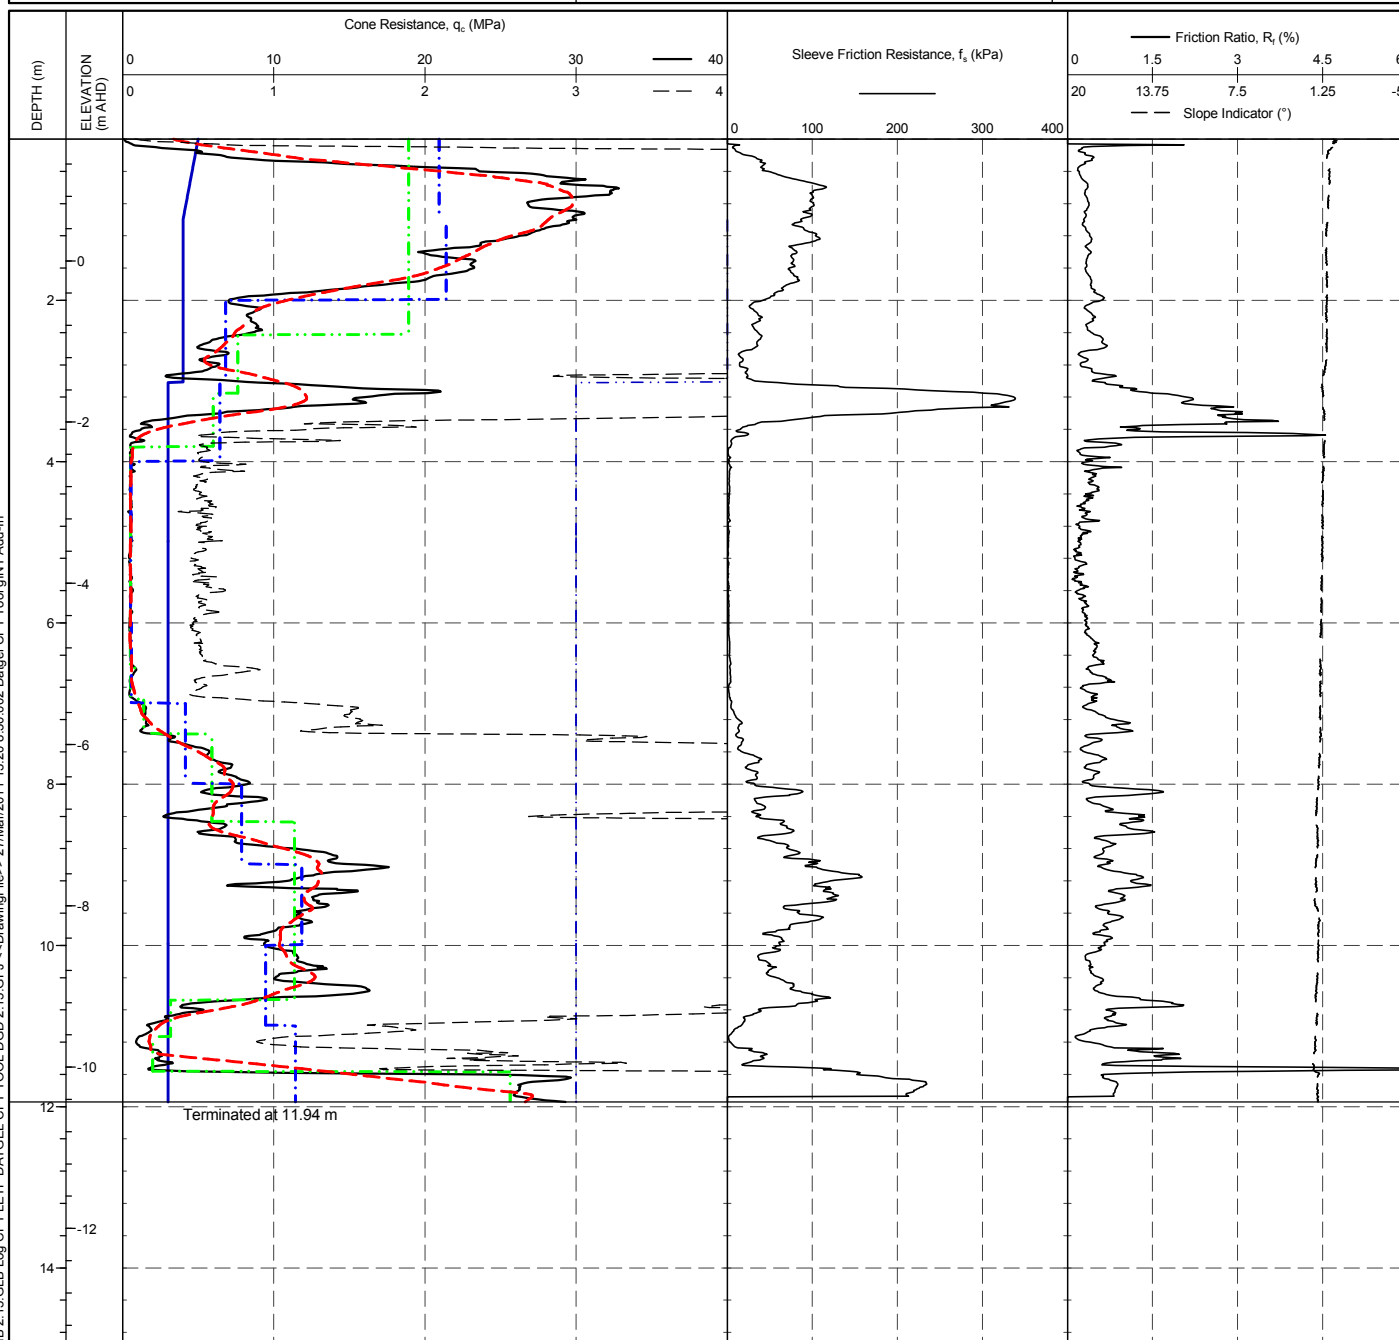 Cone Resistance, qc (MPa)
0 10 20 30 40
0 1 2 3 4
DEPTH (m)
ELEVATION
(m AHD)
Sleeve Friction Resistance, fs (kPa)
0 100 200 300 400
Friction Ratio, Rf (%)
0 1.5 3 4.5 6
20 13.75 7.5 1.25 -5
Slope Indicator (°)
0
2
-2
4
-4
6
-6
8
-8
10
-10
12
Terminated at 11.94 m
-12
14